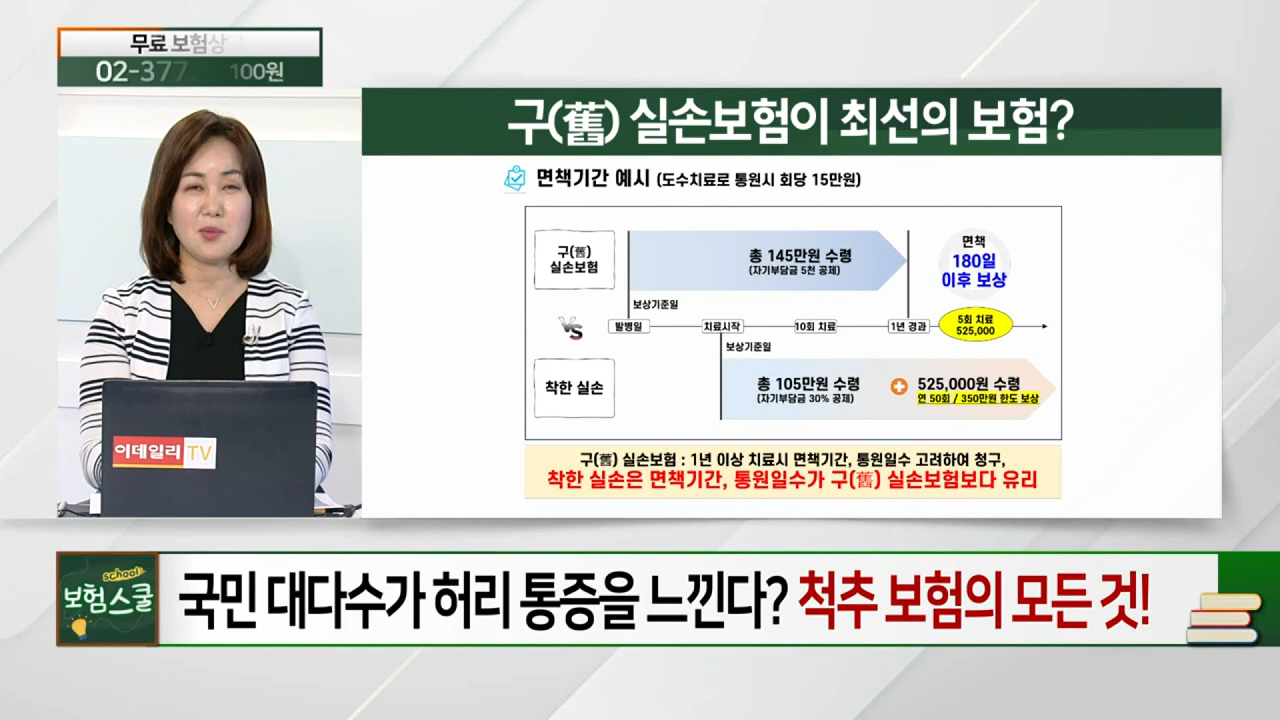 무료 보험상
02-377 100원
구(舊) 실손보험이 최선의 보험?
면책기간 예시 (도수치료로 통원시 회당 15만원)
구(舊)
실손보험
총 145만원 수령
(자기부담금 5천 공제)
면책
180일
이후 보상
보상기준일
VS
발병일
치료시작
10회 치료
1년 경과
5회 치료
525,000
보상기준일
착한 실손
총 105만원 수령
(자기부담금 30% 공제)
525,000원 수령
연 50회 / 350만원 한도 보상
구(舊) 실손보험 : 1년 이상 치료시 면책기간, 통원일수 고려하여 청구,
착한 실손은 면책기간, 통원일수가 구(舊) 실손보험보다 유리
이데일리 TV
school
보험스쿨
국민 대다수가 허리 통증을 느낀다? 척추 보험의 모든 것!